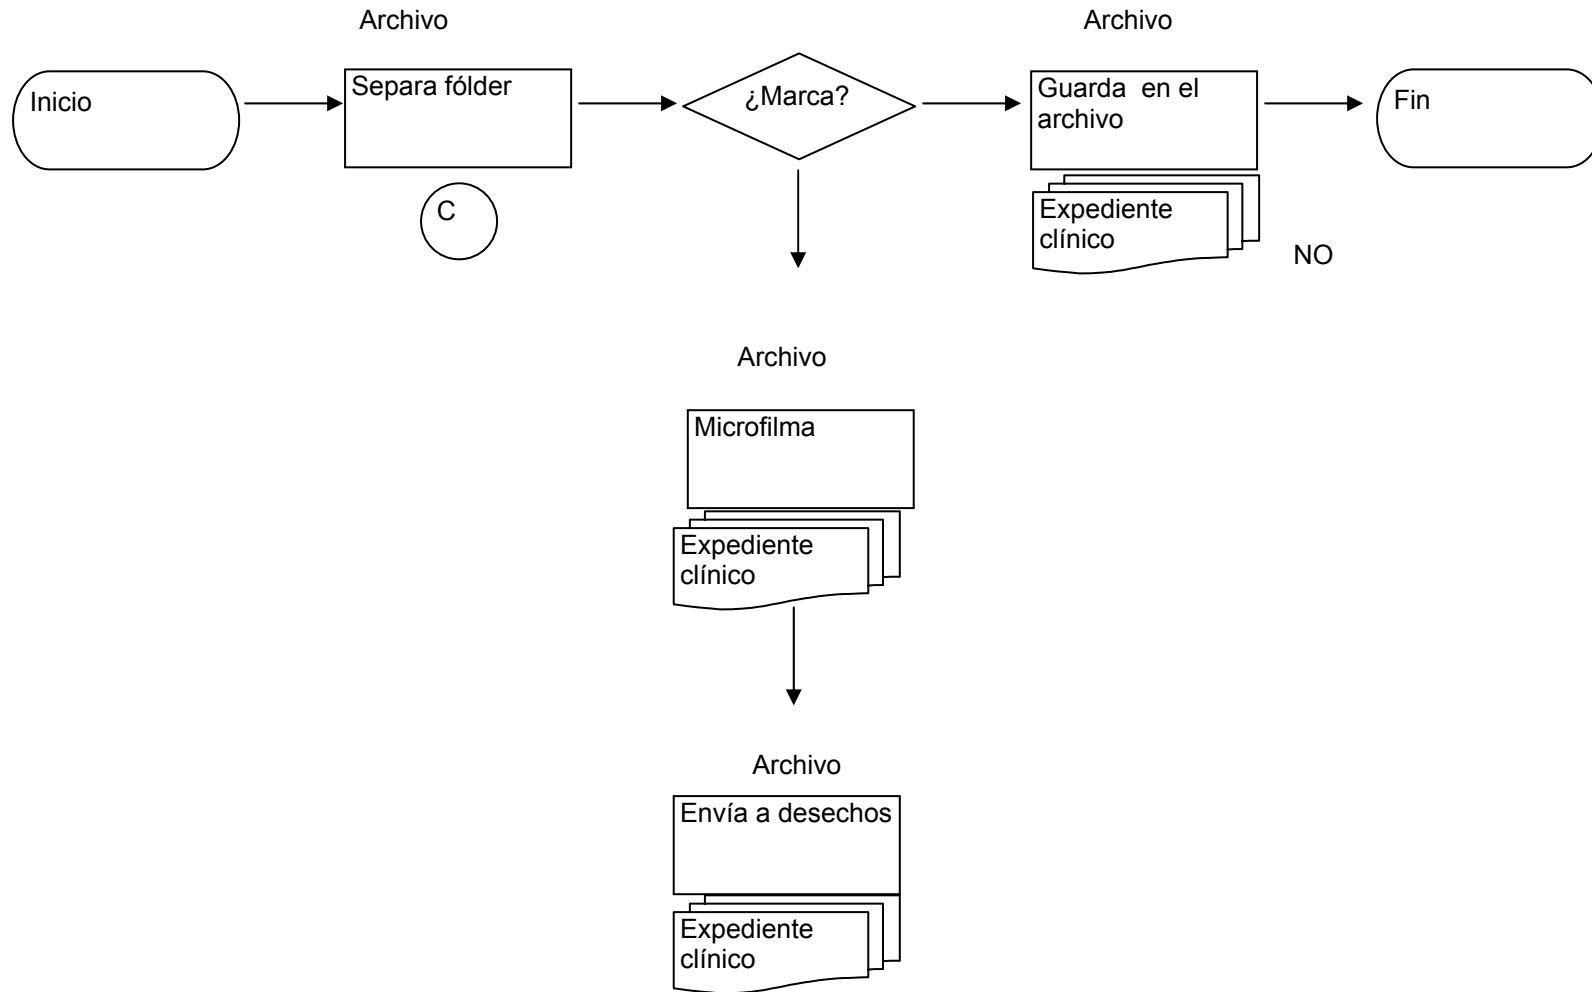 Archivo
Archivo
Inicio
Separa fólder
¿Marca?
Guarda en el
archivo
Fin
C
Expediente
clínico
NO
Archivo
Microfilma
Expediente
clínico
Archivo
Envía a desechos
Expediente
clínico